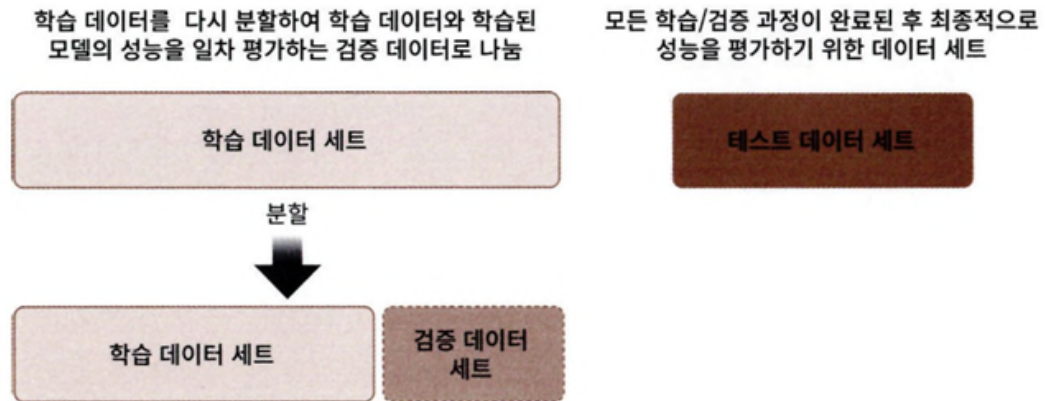 학습 데이터를 다시 분할하여 학습 데이터와 학습된
모델의 성능을 일차 평가하는 검증 데이터로 나눔
모든 학습/검증 과정이 완료된 후 최종적으로
성능을 평가하기 위한 데이터 세트
학습 데이터 세트
테스트 데이터 세트
분할
학습 데이터 세트
검증 데이터
세트